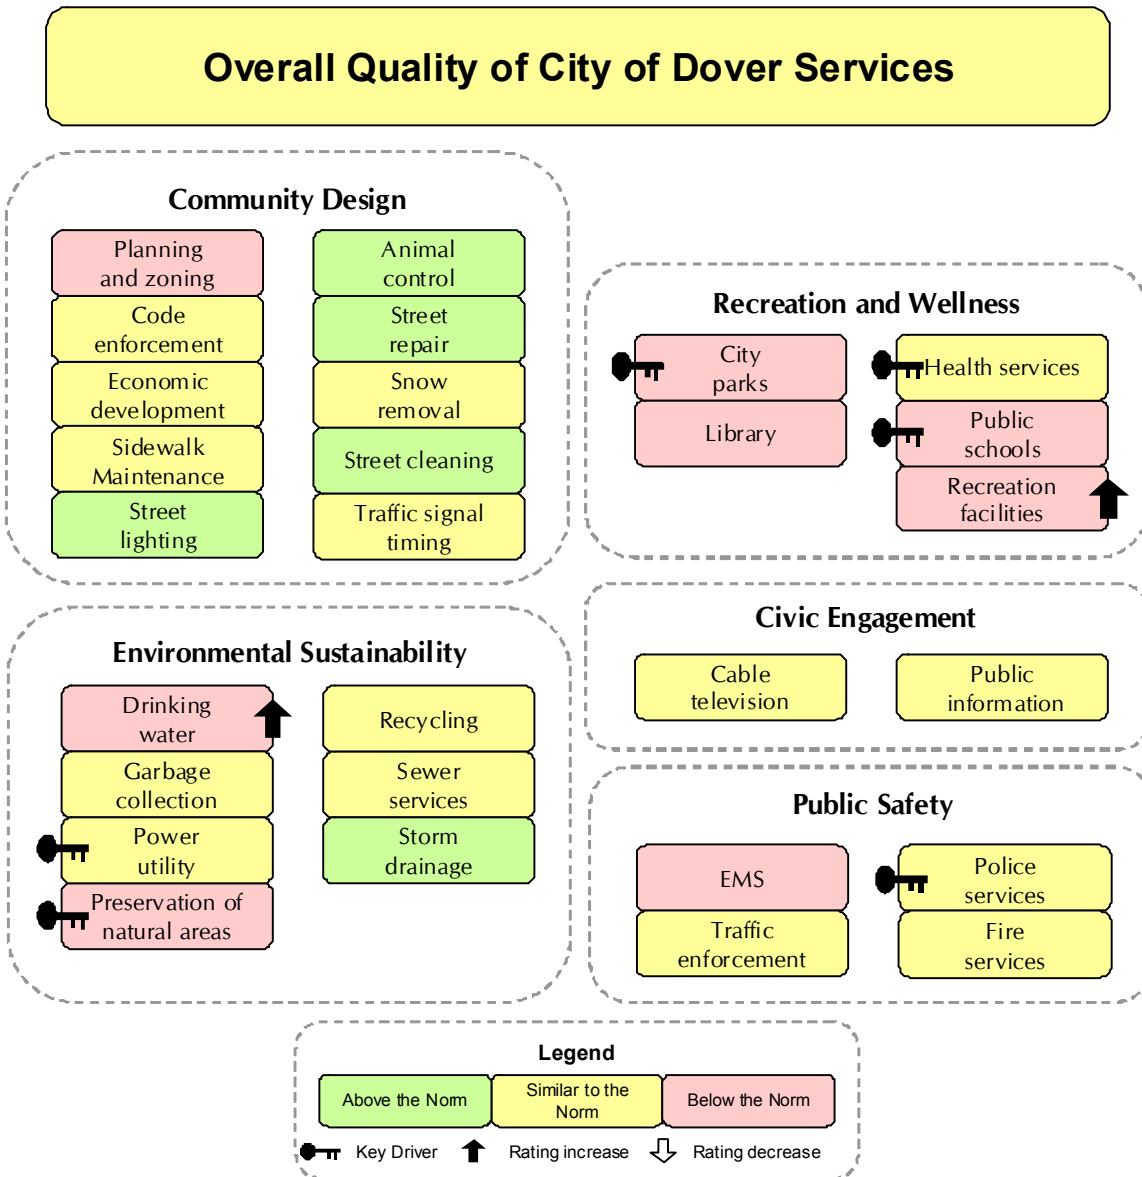 Overall Quality of City of Dover Services
Community Design
Planning
and zoning
Code
enforcement
Economic
development
Sidewalk
Maintenance
Street
lighting
Animal
control
Street
repair
Snow
removal
Street cleaning
Traffic signal
timing
Recreation and Wellness
City
parks
Library
Health services
Public
schools
Recreation
facilities
Environmental Sustainability
Drinking
water
Garbage
collection
Power
utility
Preservation of
natural areas
Recycling
Sewer
services
Storm
drainage
Civic Engagement
Cable
television
Public
information
Public Safety
EMS
Traffic
enforcement
Police
services
Fire
services
Legend
Above the Norm
Similar to the
Norm
Below the Norm
Key Driver
Rating increase
Rating decrease